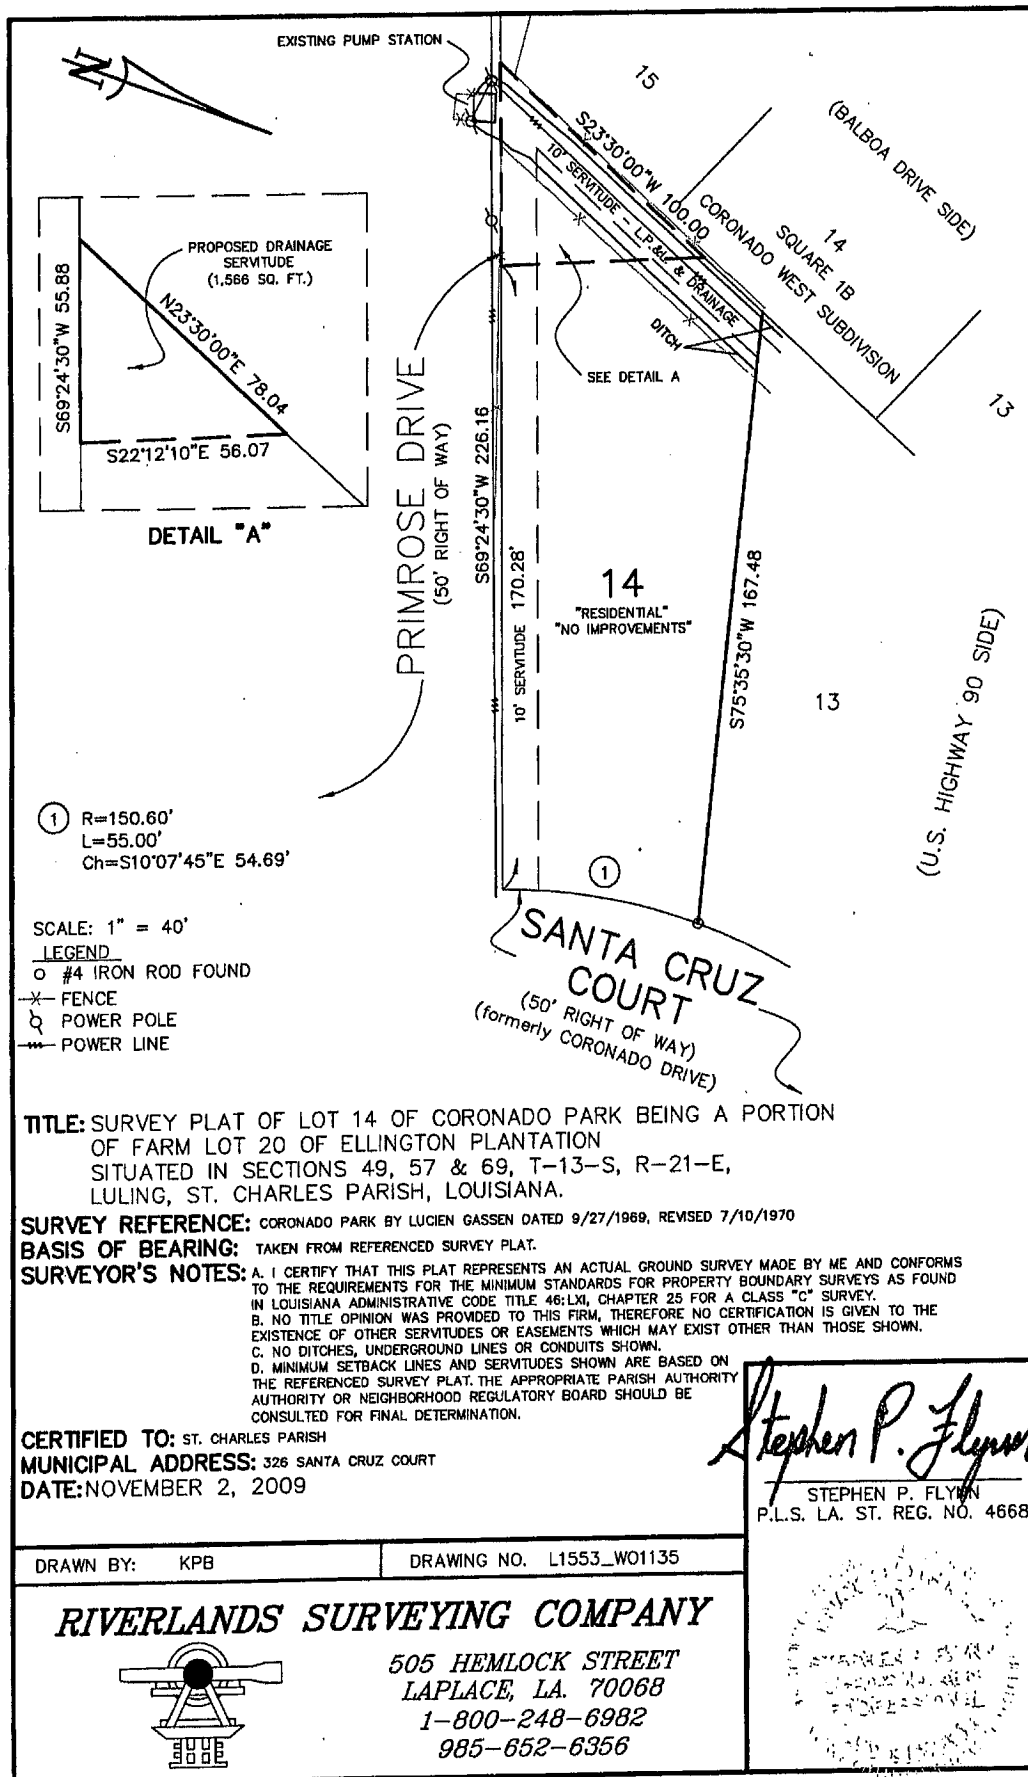 EXISTING PUMP STATION
N
15
(BALBOA DRIVE SIDE)
S23°30'00"W 100.00
10' SERVITUDE - L.P.&L. & DRAINAGE
CORONADO WEST SUBDIVISION
SQUARE 1B
14
DITCH
SEE DETAIL A
13
PROPOSED DRAINAGE
SERVITUDE
(1,566 SQ. FT.)
S69°24'30"W 55.88
N23°30'00"E 78.04
S22°12'10"E 56.07
DETAIL "A"
PRIMROSE DRIVE
(50' RIGHT OF WAY)
S69°24'30"W 226.16
10' SERVITUDE 170.28'
14
"RESIDENTIAL"
"NO IMPROVEMENTS"
S75°35'30"W 167.48
13
(U.S. HIGHWAY 90 SIDE)
1 R=150.60'
L=55.00'
Ch=S10°07'45"E 54.69'
1
SANTA CRUZ
COURT
(50' RIGHT OF WAY)
(formerly CORONADO DRIVE)
SCALE: 1" = 40'
LEGEND
#4 IRON ROD FOUND
FENCE
POWER POLE
POWER LINE
TITLE: SURVEY PLAT OF LOT 14 OF CORONADO PARK BEING A PORTION
OF FARM LOT 20 OF ELLINGTON PLANTATION
SITUATED IN SECTIONS 49, 57 & 69, T-13-S, R-21-E,
LULING, ST. CHARLES PARISH, LOUISIANA.
SURVEY REFERENCE: CORONADO PARK BY LUCIEN GASSEN DATED 9/27/1969, REVISED 7/10/1970
BASIS OF BEARING: TAKEN FROM REFERENCED SURVEY PLAT.
SURVEYOR'S NOTES: A. I CERTIFY THAT THIS PLAT REPRESENTS AN ACTUAL GROUND SURVEY MADE BY ME AND CONFORMS
TO THE REQUIREMENTS FOR THE MINIMUM STANDARDS FOR PROPERTY BOUNDARY SURVEYS AS FOUND
IN LOUISIANA ADMINISTRATIVE CODE TITLE 46:LXI, CHAPTER 25 FOR A CLASS "C" SURVEY.
B. NO TITLE OPINION WAS PROVIDED TO THIS FIRM, THEREFORE NO CERTIFICATION IS GIVEN TO THE
EXISTENCE OF OTHER SERVITUDES OR EASEMENTS WHICH MAY EXIST OTHER THAN THOSE SHOWN.
C. NO DITCHES, UNDERGROUND LINES OR CONDUITS SHOWN.
D. MINIMUM SETBACK LINES AND SERVITUDES SHOWN ARE BASED ON
THE REFERENCED SURVEY PLAT. THE APPROPRIATE PARISH AUTHORITY
AUTHORITY OR NEIGHBORHOOD REGULATORY BOARD SHOULD BE
CONSULTED FOR FINAL DETERMINATION.
CERTIFIED TO: ST. CHARLES PARISH
MUNICIPAL ADDRESS: 326 SANTA CRUZ COURT
DATE: NOVEMBER 2, 2009
Stephen P. Flynn
STEPHEN P. FLYNN
P.L.S. LA. ST. REG. NO. 4668
DRAWN BY: KPB
DRAWING NO. L1553_WO1135
RIVERLANDS SURVEYING COMPANY
505 HEMLOCK STREET
LAPLACE, LA. 70068
1-800-248-6982
985-652-6356